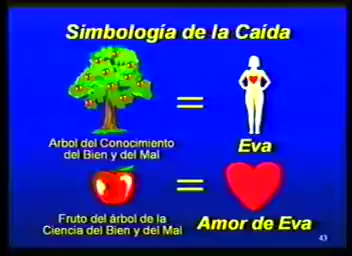 Simbología de la Caída
=
Arbol del Conocimiento
del Bien y del Mal
Eva
=
Fruto del árbol de la
Ciencia del Bien y del Mal
Amor de Eva
43